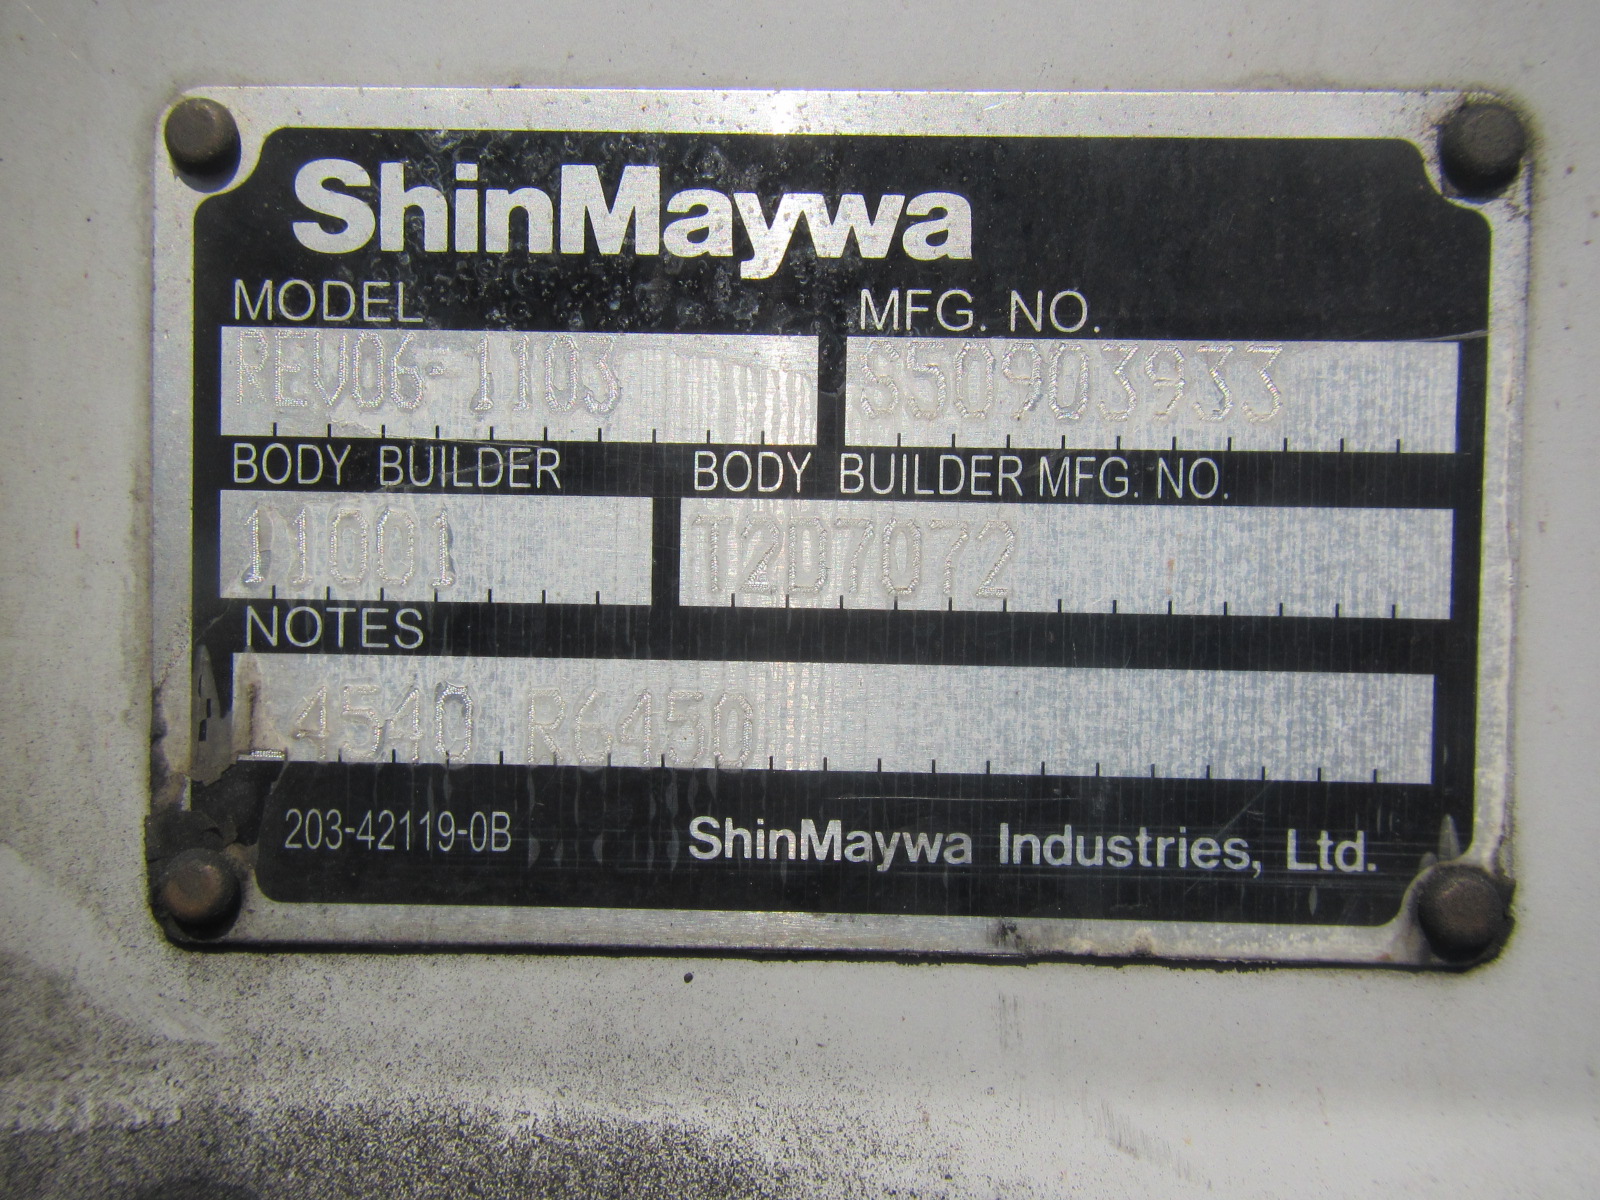 ShinMaywa
MODEL MFG. NO.
REV06-1103 S50903933
BODY BUILDER BODY BUILDER MFG. NO.
11001 T2D7072
NOTES
L4540 R6450
203-42119-0B ShinMaywa Industries, Ltd.